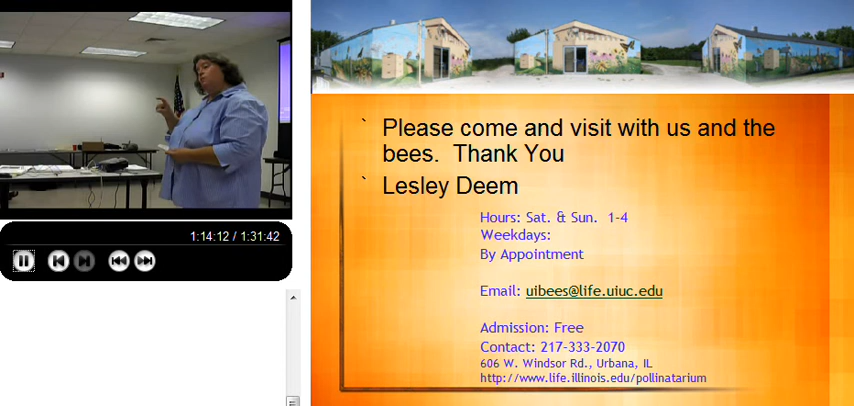 1:14:12 / 1:31:42
` Please come and visit with us and the
bees.  Thank You
` Lesley Deem
Hours: Sat. & Sun.  1-4
Weekdays:
By Appointment
Email: uibees@life.uiuc.edu
Admission: Free
Contact: 217-333-2070
606 W. Windsor Rd., Urbana, IL
http://www.life.illinois.edu/pollinatarium